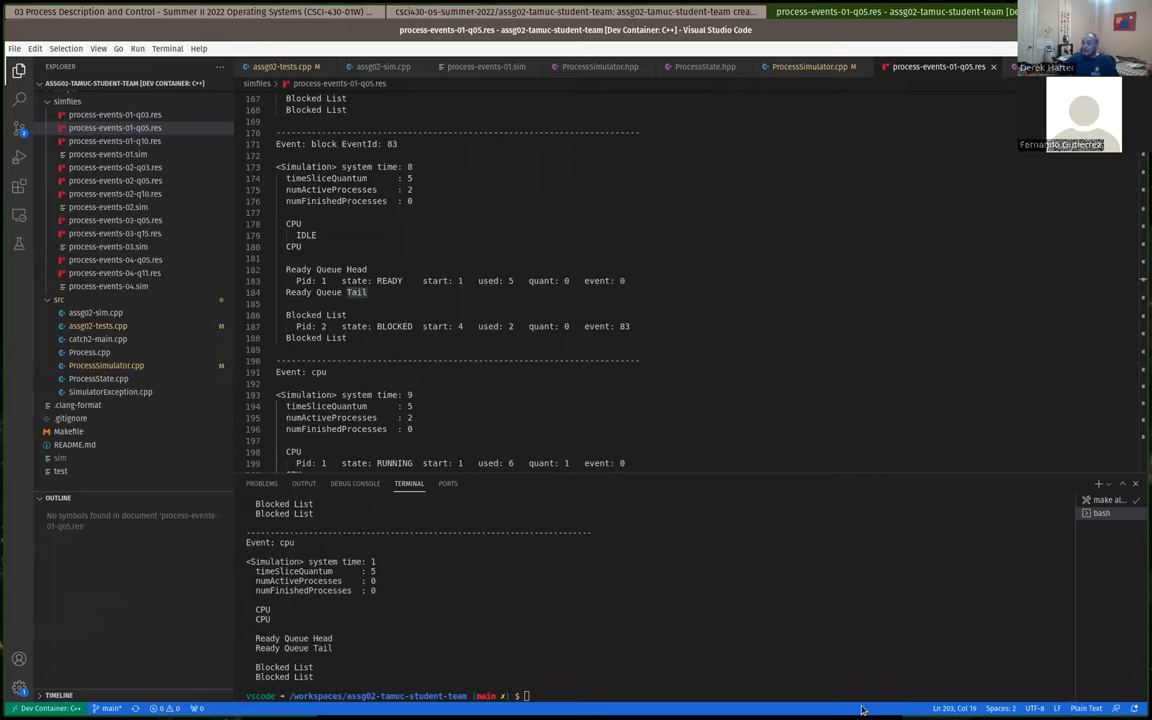 03 Process Description and Control - Summer II 2022 Operating Systems (CSCI-430-01W)
csci430-os-summer-2022/assg02-tamuc-student-team: assg02-tamuc-student-team crea...
process-events-01-q05.res - assg02-tamuc-student-team [De
process-events-01-q05.res - assg02-tamuc-student-team [Dev Container: C++] - Visual Studio Code
File Edit Selection View Go Run Terminal Help
Derek Harter
Fernando Gutierrez
EXPLORER
ASSG02-TAMUC-STUDENT-TEAM [DEV CONTAINER: C++]
simfiles
process-events-01-q03.res
process-events-01-q05.res
process-events-01-q10.res
process-events-01.sim
process-events-02-q03.res
process-events-02-q05.res
process-events-02-q10.res
process-events-02.sim
process-events-03-q05.res
process-events-03-q15.res
process-events-03.sim
process-events-04-q05.res
process-events-04-q11.res
process-events-04.sim
src
assg02-sim.cpp
assg02-tests.cpp M
catch2-main.cpp
Process.cpp
ProcessSimulator.cpp M
ProcessState.cpp
SimulatorException.cpp
.clang-format
.gitignore
Makefile
README.md
sim
test
OUTLINE
No symbols found in document 'process-events-
01-q05.res'
TIMELINE
assg02-tests.cpp M assg02-sim.cpp process-events-01.sim ProcessSimulator.hpp ProcessState.hpp ProcessSimulator.cpp M process-events-01-q05.res
simfiles > process-events-01-q05.res
167 Blocked List
168 Blocked List
169
170 ----------------------------------------------------------------------
171 Event: block EventId: 83
172
173 <Simulation> system time: 8
174 timeSliceQuantum : 5
175 numActiveProcesses : 2
176 numFinishedProcesses : 0
177
178 CPU
179 IDLE
180 CPU
181
182 Ready Queue Head
183 Pid: 1 state: READY start: 1 used: 5 quant: 0 event: 0
184 Ready Queue Tail
185
186 Blocked List
187 Pid: 2 state: BLOCKED start: 4 used: 2 quant: 0 event: 83
188 Blocked List
189
190 ----------------------------------------------------------------------
191 Event: cpu
192
193 <Simulation> system time: 9
194 timeSliceQuantum : 5
195 numActiveProcesses : 2
196 numFinishedProcesses : 0
197
198 CPU
199 Pid: 1 state: RUNNING start: 1 used: 6 quant: 1 event: 0
PROBLEMS OUTPUT DEBUG CONSOLE TERMINAL PORTS
Blocked List
Blocked List
----------------------------------------------------------------------
Event: cpu
<Simulation> system time: 1
timeSliceQuantum : 5
numActiveProcesses : 0
numFinishedProcesses : 0
CPU
CPU
Ready Queue Head
Ready Queue Tail
Blocked List
Blocked List
vscode ➜ /workspaces/assg02-tamuc-student-team (main ✗) $
make al...
bash
Dev Container: C++ main* 0 0 0 Ln 203, Col 19 Spaces: 2 UTF-8 LF Plain Text